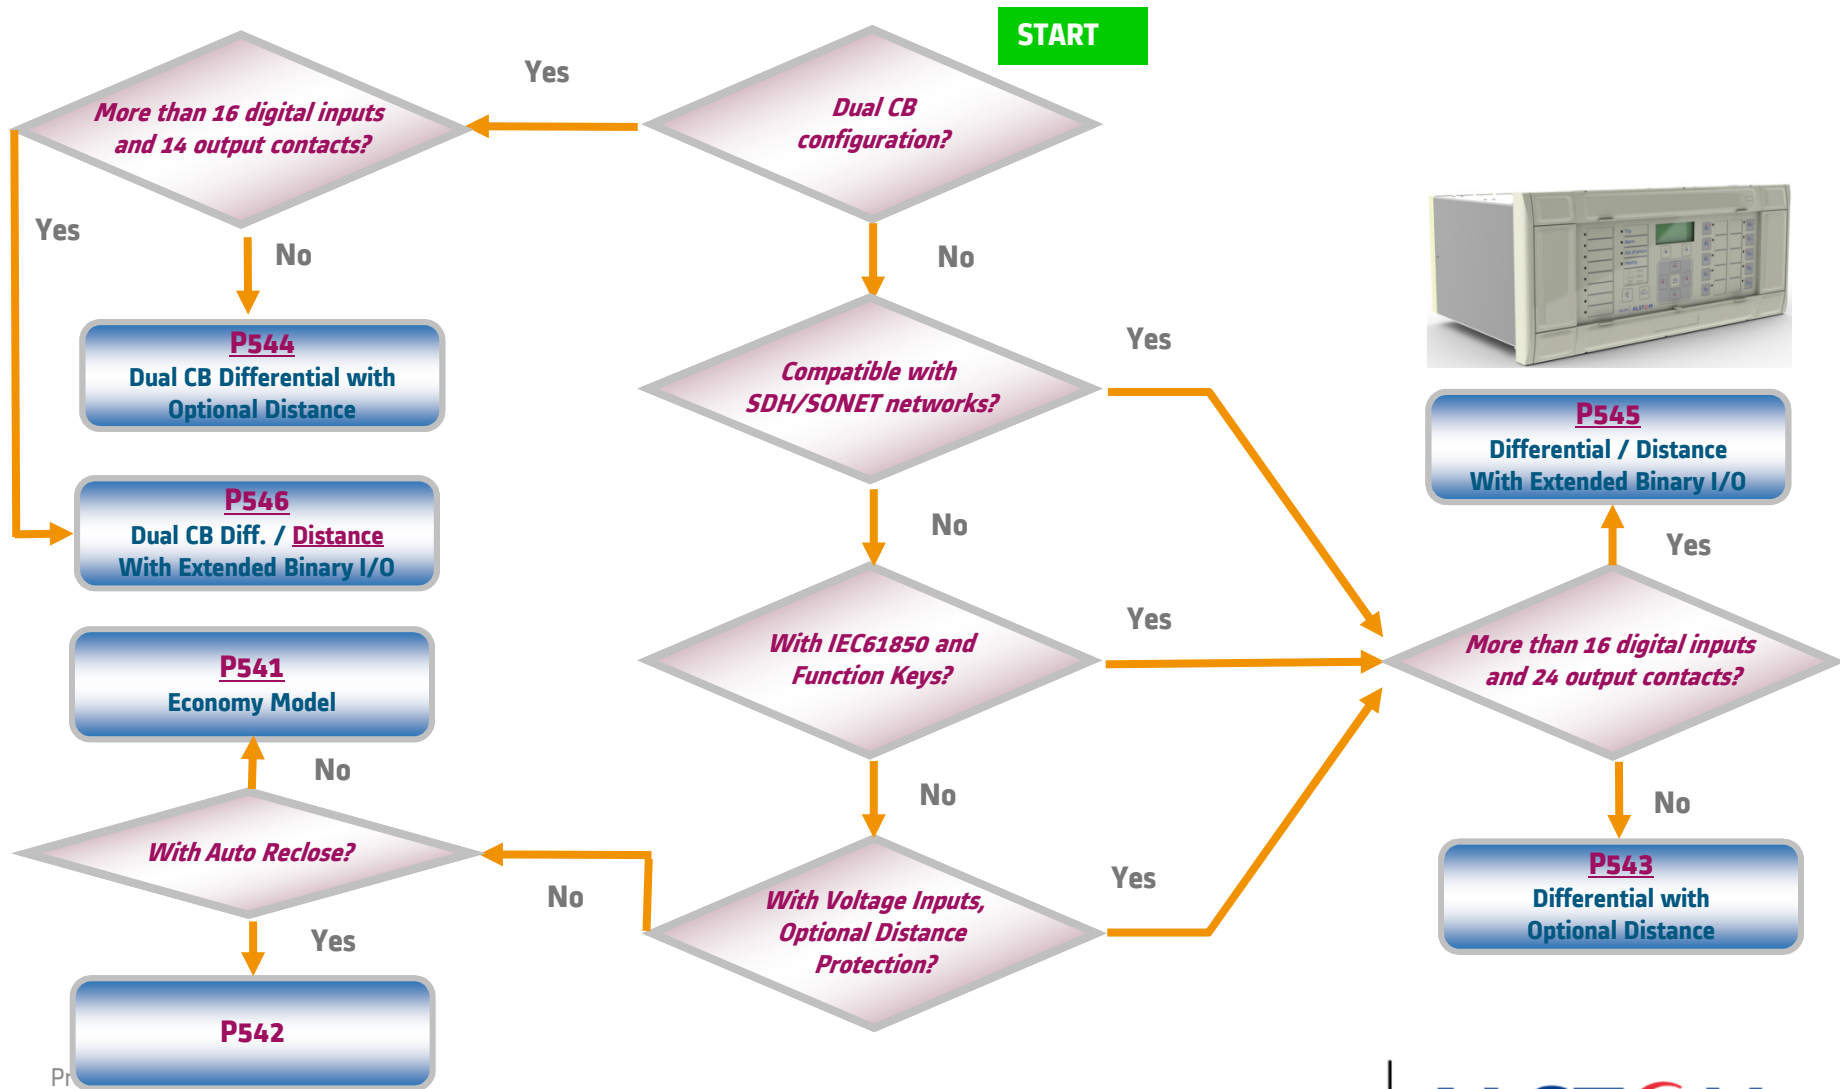 START
Dual CB
configuration?
Yes
More than 16 digital inputs
and 14 output contacts?
Yes
No
P544
Dual CB Differential with
Optional Distance
P546
Dual CB Diff. / Distance
With Extended Binary I/O
No
Compatible with
SDH/SONET networks?
Yes
No
With IEC61850 and
Function Keys?
Yes
No
With Voltage Inputs,
Optional Distance
Protection?
Yes
No
With Auto Reclose?
No
P541
Economy Model
Yes
P542
More than 16 digital inputs
and 24 output contacts?
Yes
P545
Differential / Distance
With Extended Binary I/O
No
P543
Differential with
Optional Distance
ALSTOM
Pr